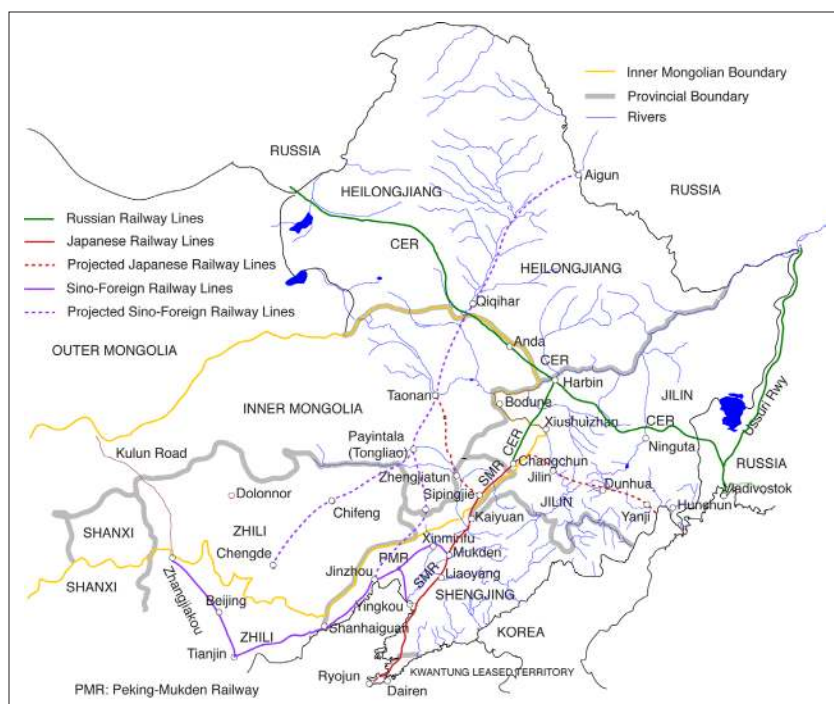 Inner Mongolian Boundary
Provincial Boundary
Rivers
RUSSIA
Aigun
HEILONGJIANG
RUSSIA
Russian Railway Lines
Japanese Railway Lines
Projected Japanese Railway Lines
Sino-Foreign Railway Lines
Projected Sino-Foreign Railway Lines
CER
HEILONGJIANG
Qiqihar
OUTER MONGOLIA
Anda
CER
Harbin
Taonan
JILIN
INNER MONGOLIA
Bodune
Ussuri Rwy
Xiushuizhan
CER
Payintala
(Tongliao)
CER
Ninguta
Kulun Road
Zhengjiatun
SMR
Changchun
RUSSIA
Jilin
Sipingjie
Dunhua
Vladivostok
Dolonnor
Chifeng
JILIN
Hunshun
Yanji
SHANXI
ZHILI
Kaiyuan
Chengde
Xinminfu
PMR
Mukden
SHANXI
Jinzhou
SMR
Liaoyang
Zhangjiakou
Yingkou
SHENGJING
Beijing
Shanhaiguan
ZHILI
KOREA
Tianjin
KWANTUNG LEASED TERRITORY
Ryojun
Dairen
PMR: Peking-Mukden Railway